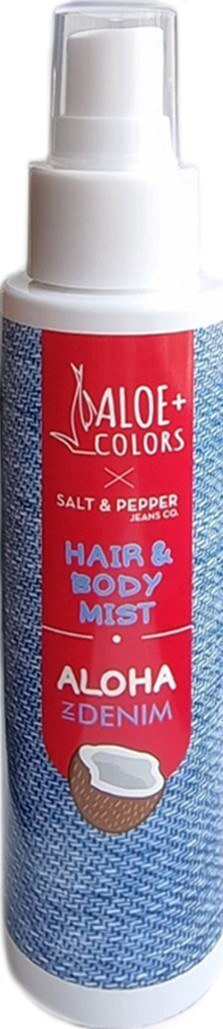 ALOE+
COLORS
SALT & PEPPER
JEANS CO.
HAIR &
BODY
MIST
ALOHA
IN DENIM